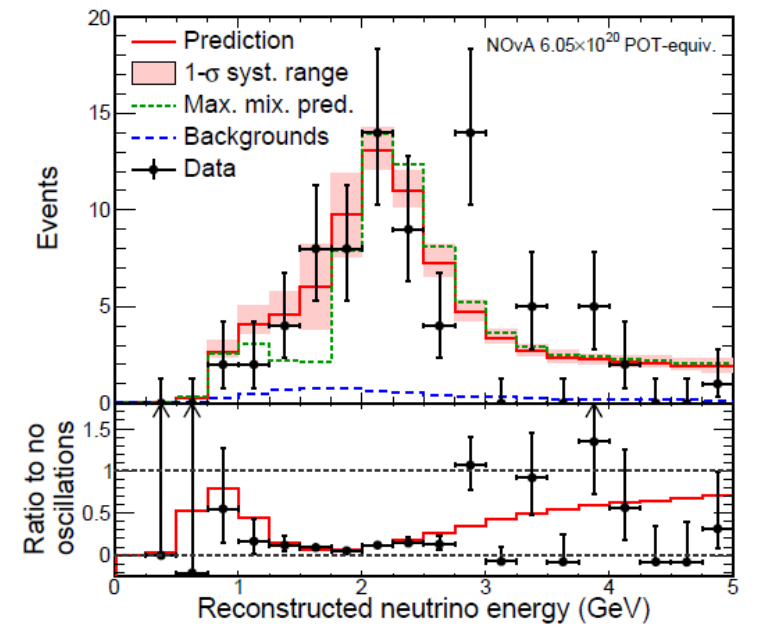 20
15
10
5
0
Events
Prediction
1-σ syst. range
Max. mix. pred.
Backgrounds
Data
NOνA 6.05×10²⁰ POT-equiv.
1.5
1
0.5
0
Ratio to no
oscillations
0 1 2 3 4 5
Reconstructed neutrino energy (GeV)